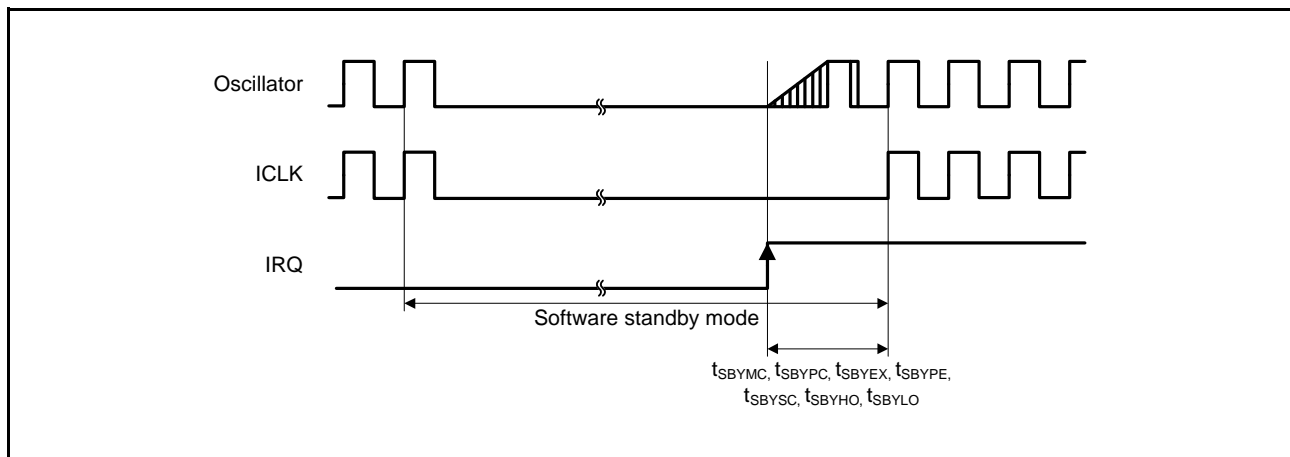 Oscillator
ICLK
IRQ
Software standby mode
tSBYMC, tSBYPC, tSBYEX, tSBYPE,
tSBYSC, tSBYHO, tSBYLO